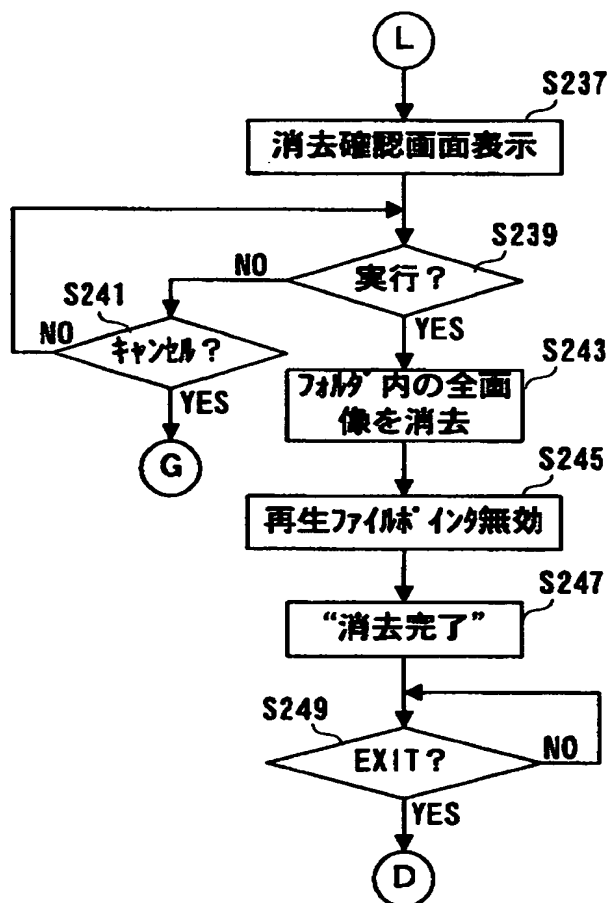 L
S237
消去確認画面表示
S239
実行？
NO
YES
S241
キャンセル？
NO
YES
G
S243
フォルダ内の全画
像を消去
S245
再生ファイルポインタ無効
S247
“消去完了”
S249
EXIT？
NO
YES
D